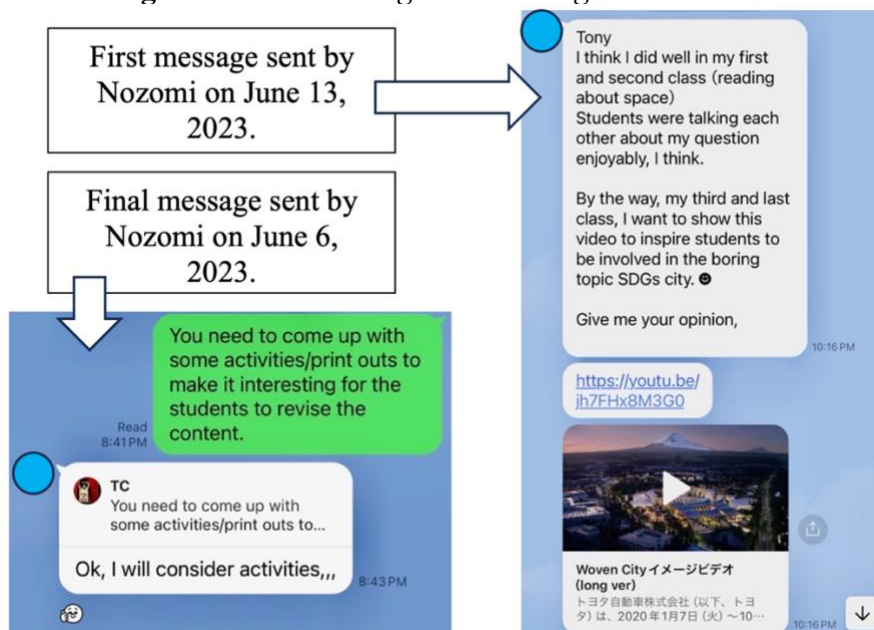 First message sent by
Nozomi on June 13,
2023.
Final message sent by
Nozomi on June 6,
2023.
You need to come up with
some activities/print outs to
make it interesting for the
students to revise the
content.
Read
8:41 PM
TC
You need to come up with
some activities/print outs to...
Ok, I will consider activities,,,
8:43 PM
Tony
I think I did well in my first
and second class (reading
about space)
Students were talking each
other about my question
enjoyably, I think.
By the way, my third and last
class, I want to show this
video to inspire students to
be involved in the boring
topic SDGs city.
Give me your opinion,
10:16 PM
https://youtu.be/
jh7FHx8M3G0
Woven City イメージビデオ
(long ver)
トヨタ自動車株式会社 (以下、トヨ
タ) は、2020年1月7日 (火) ～10…
10:16 PM